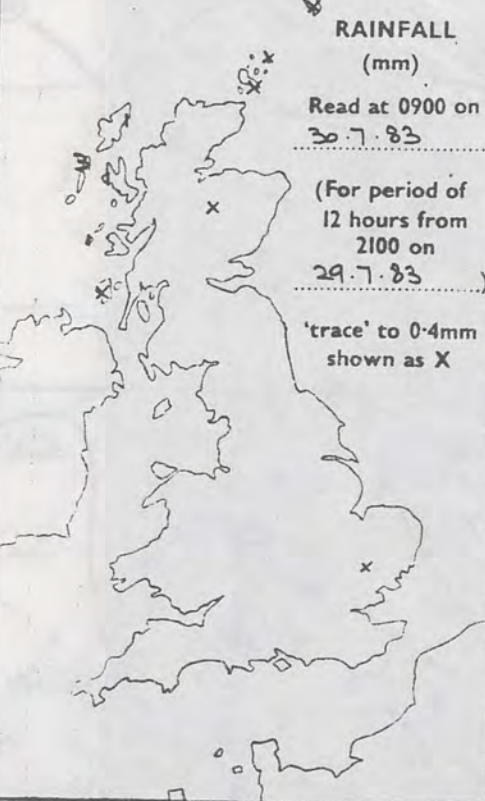 RAINFALL
(mm)
Read at 0900 on
30.7.83
(For period of
12 hours from
2100 on
29.7.83 )
'trace' to 0·4mm
shown as X
x
x
x
x
x